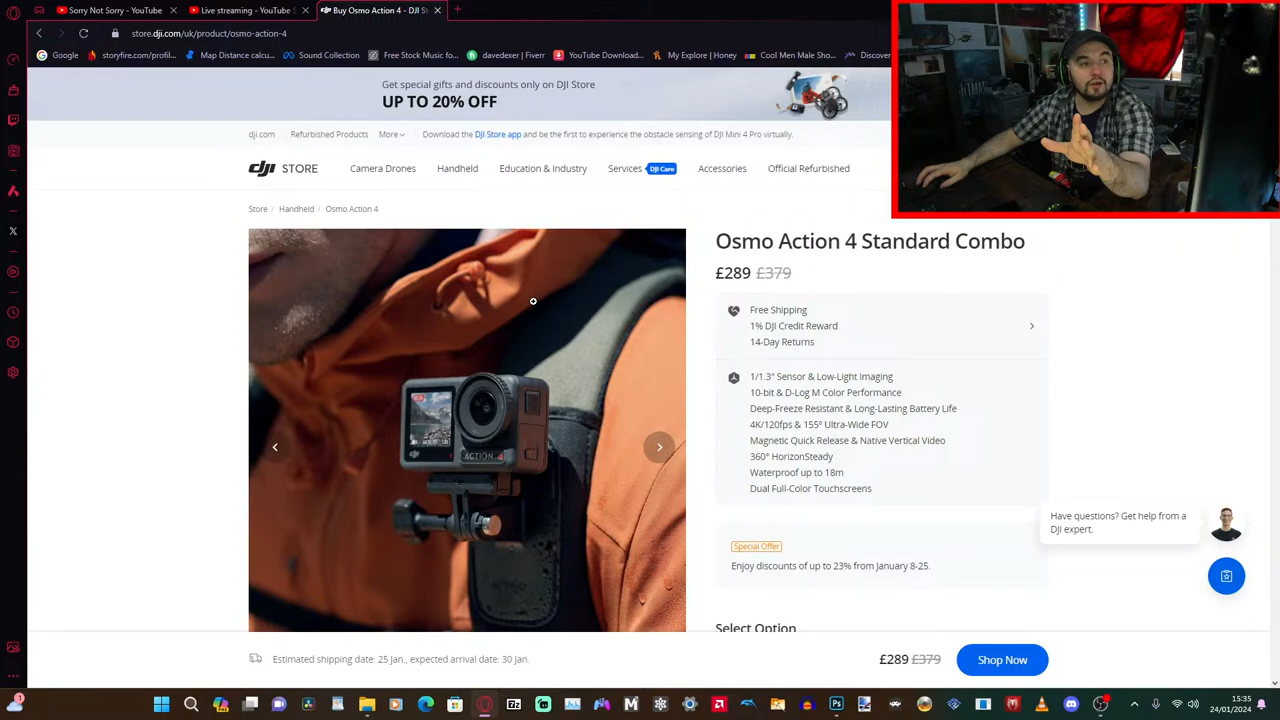 Sorry Not Sorry - YouTube
Live streaming - YouTube S
Buy Osmo Action 4 - DJI St
store.dji.com/uk/product/osmo-action-4
Google
storyfire.com/profil...
Map Distance calcu...
Sound Collection
Free Stock Music fo...
davedexer | Fiverr
YouTube Download...
My Explore | Honey
Cool Men Male Sho...
Discover
Get special gifts and discounts only on DJI Store
UP TO 20% OFF
dji.com
Refurbished Products
More
Download the DJI Store app and be the first to experience the obstacle sensing of DJI Mini 4 Pro virtually.
dji STORE
Camera Drones
Handheld
Education & Industry
Services
DJI Care
Accessories
Official Refurbished
Store / Handheld / Osmo Action 4
Osmo Action 4 Standard Combo
£289 £379
Free Shipping
1% DJI Credit Reward
14-Day Returns
1/1.3" Sensor & Low-Light Imaging
10-bit & D-Log M Color Performance
Deep-Freeze Resistant & Long-Lasting Battery Life
4K/120fps & 155º Ultra-Wide FOV
Magnetic Quick Release & Native Vertical Video
360° HorizonSteady
Waterproof up to 18m
Dual Full-Color Touchscreens
ACTION 4
dji
Have questions? Get help from a
DJI expert.
Special Offer
Enjoy discounts of up to 23% from January 8-25.
Select Option
Estimated shipping date: 25 Jan., expected arrival date: 30 Jan.
£289 £379
Shop Now
15:35
24/01/2024